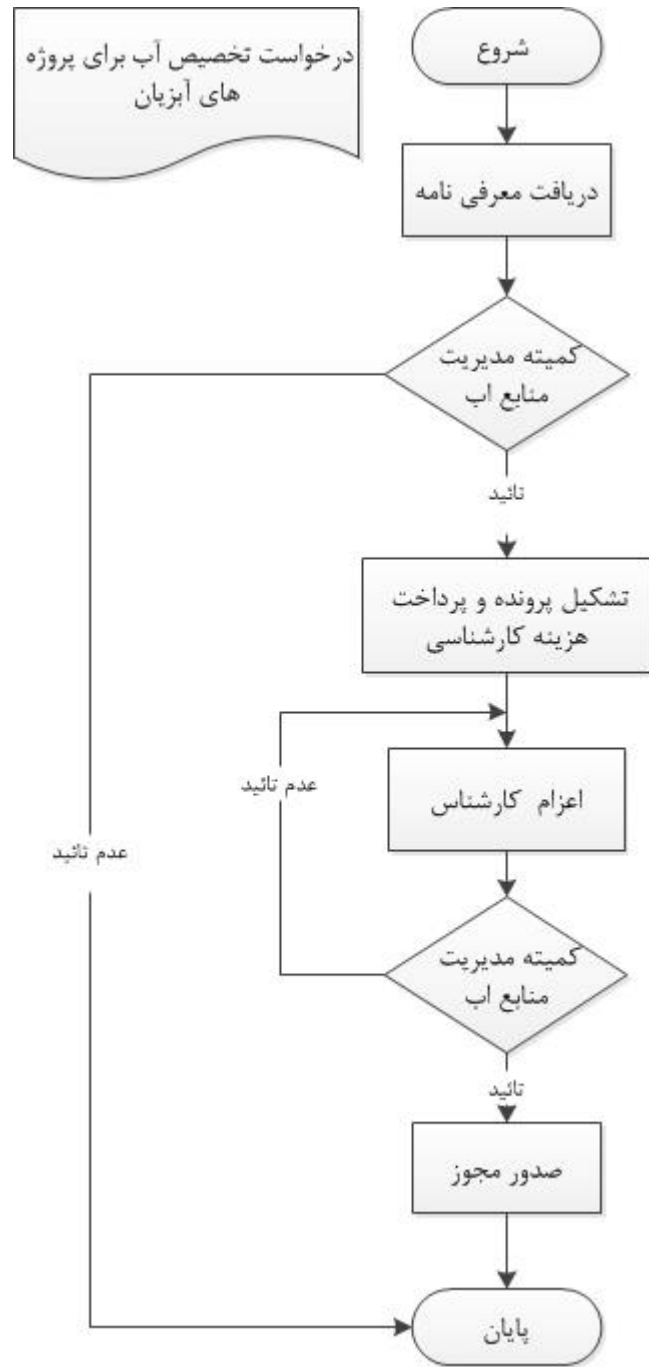 درخواست تخصیص آب برای پروژه
های آبزیان
شروع
دریافت معرفی نامه
کمیته مدیریت
منابع اب
تائید
تشکیل پرونده و پرداخت
هزینه کارشناسی
عدم تائید
اعزام کارشناس
عدم تائید
کمیته مدیریت
منابع اب
تائید
صدور مجوز
پایان